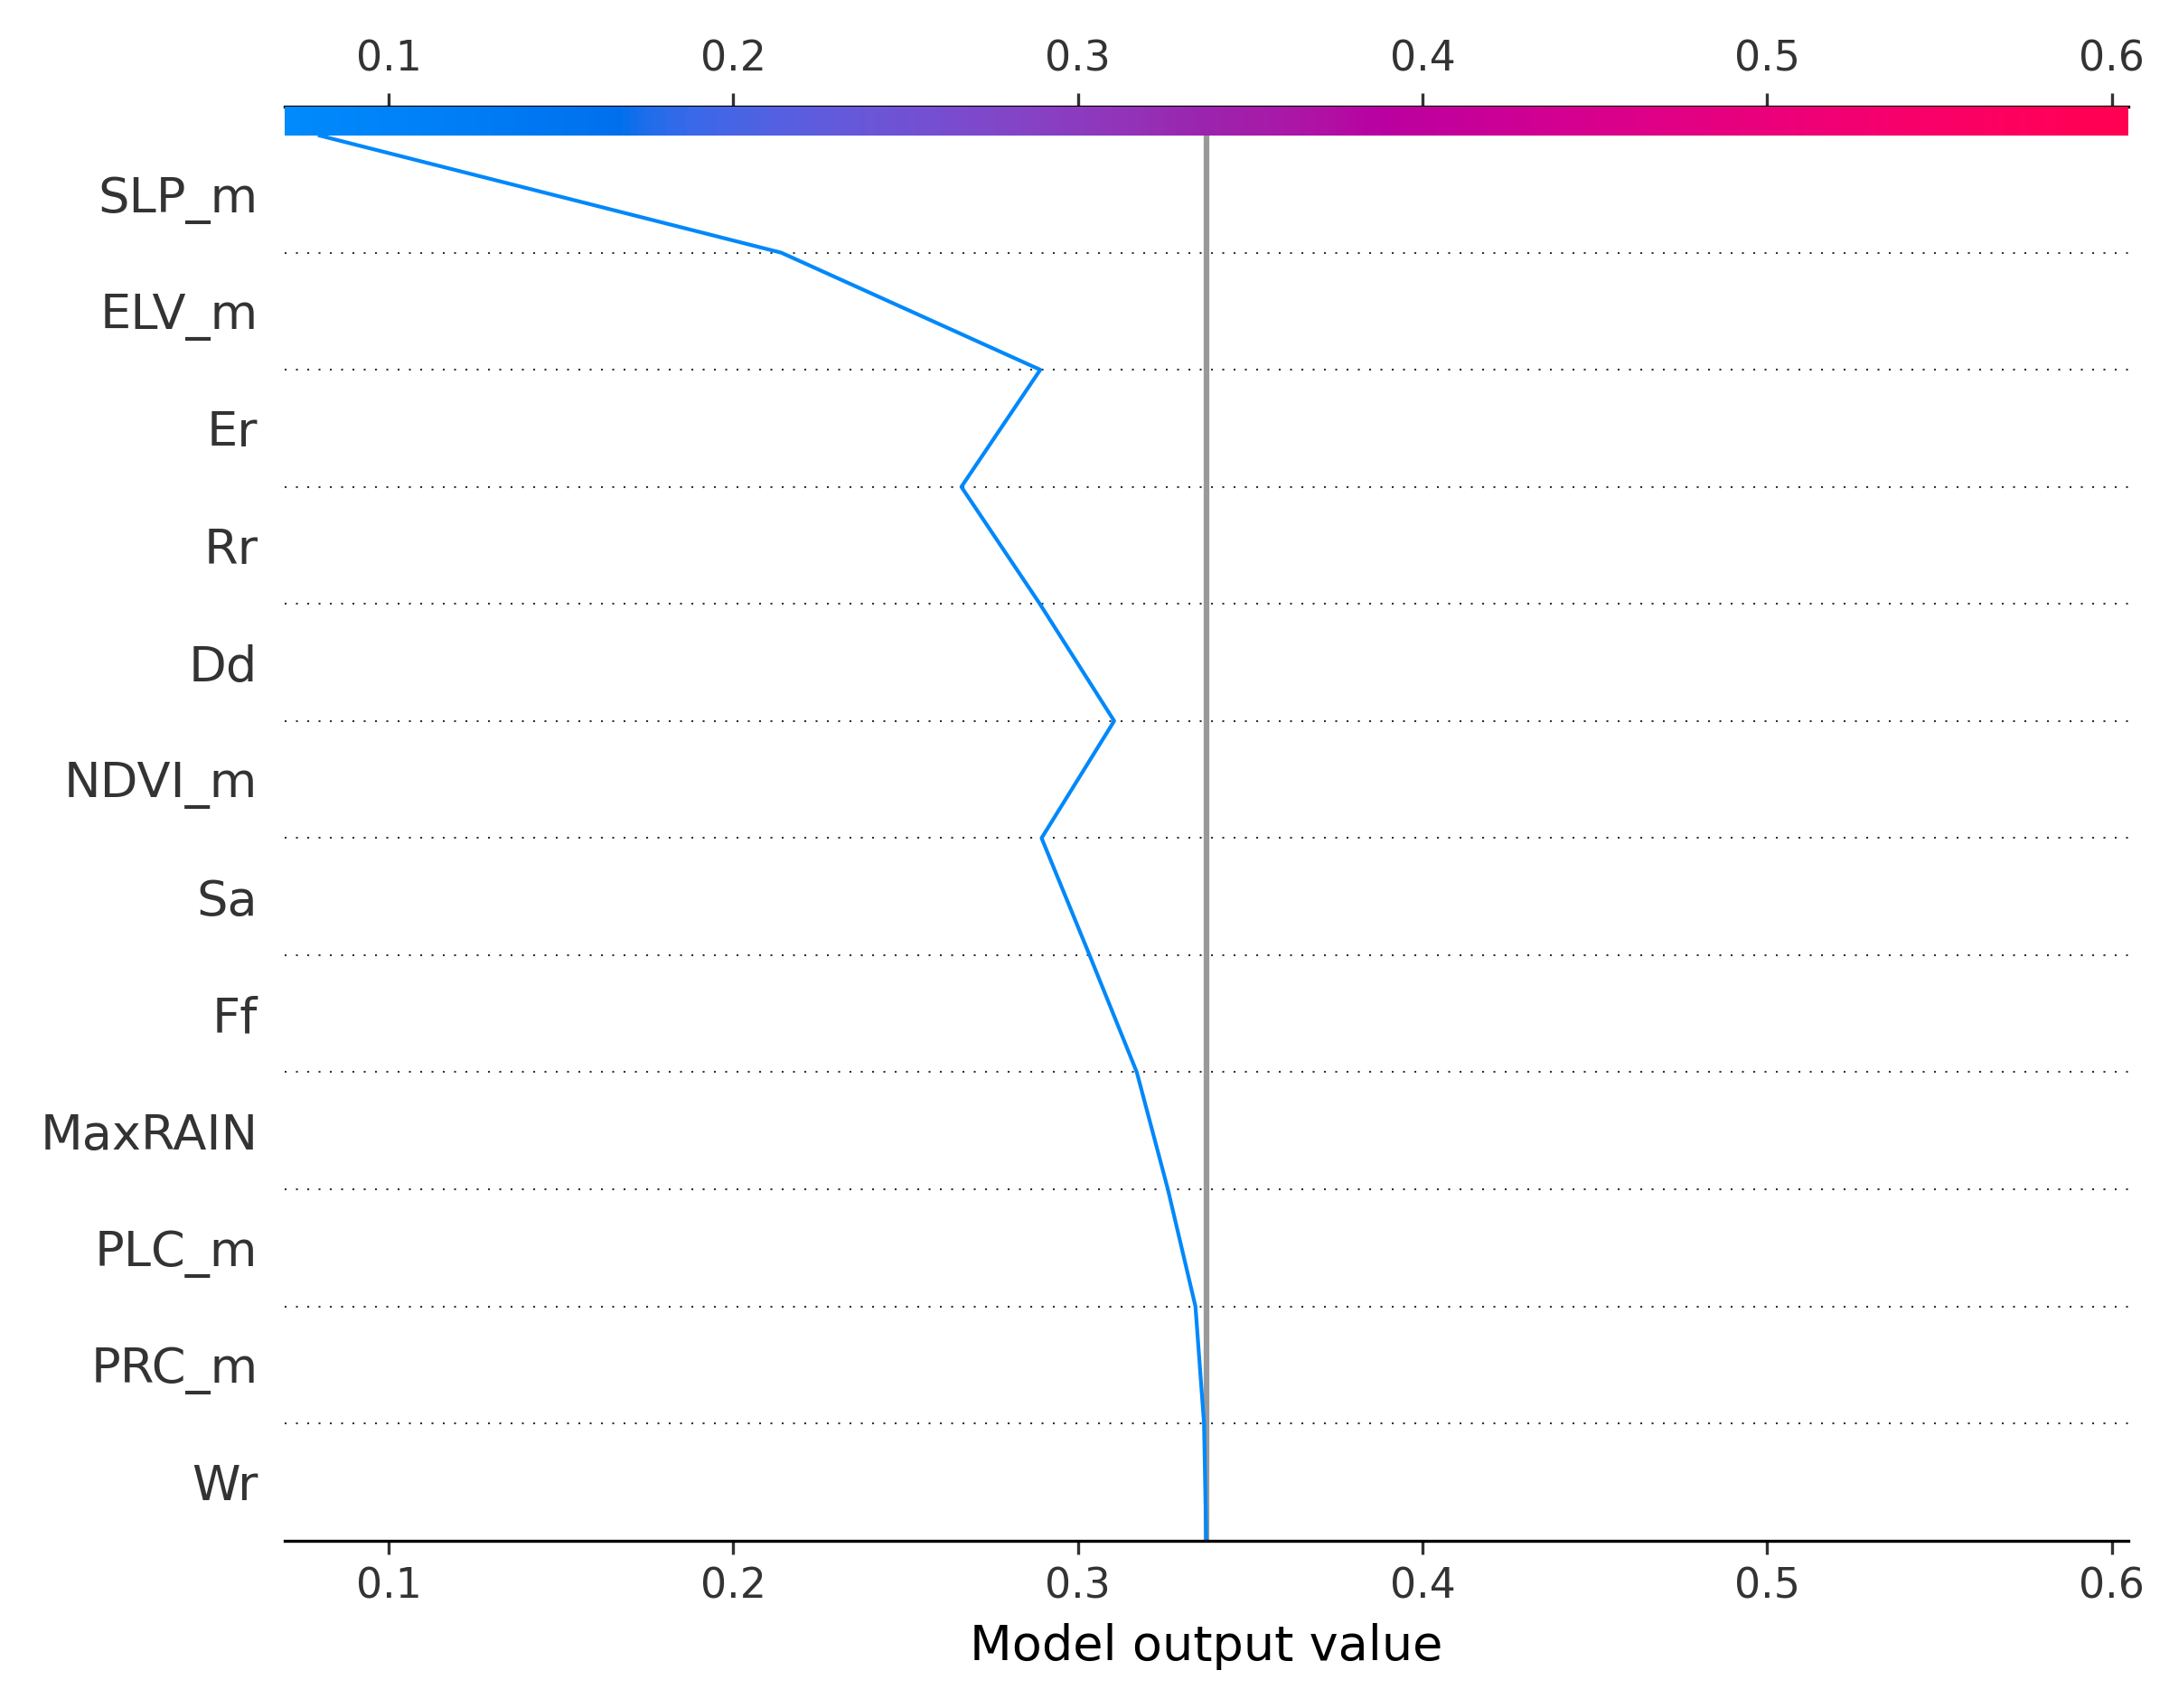 0.1 0.2 0.3 0.4 0.5 0.6
SLP_m
ELV_m
Er
Rr
Dd
NDVI_m
Sa
Ff
MaxRAIN
PLC_m
PRC_m
Wr
0.1 0.2 0.3 0.4 0.5 0.6
Model output value